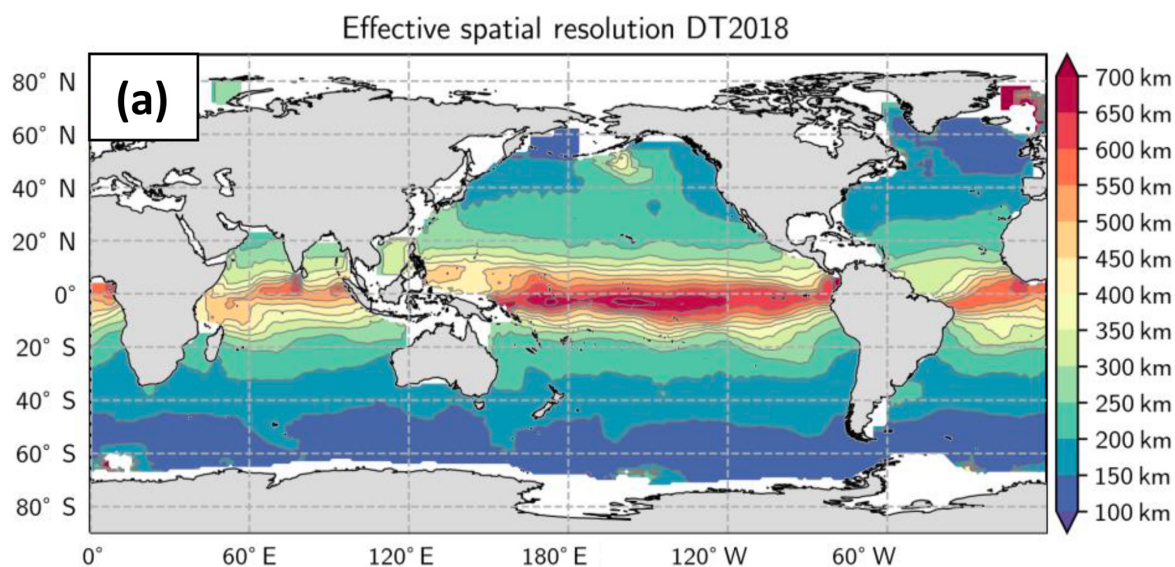 Effective spatial resolution DT2018
(a)
80° N
60° N
40° N
20° N
0°
20° S
40° S
60° S
80° S
0°
60° E
120° E
180° E
120° W
60° W
700 km
650 km
600 km
550 km
500 km
450 km
400 km
350 km
300 km
250 km
200 km
150 km
100 km